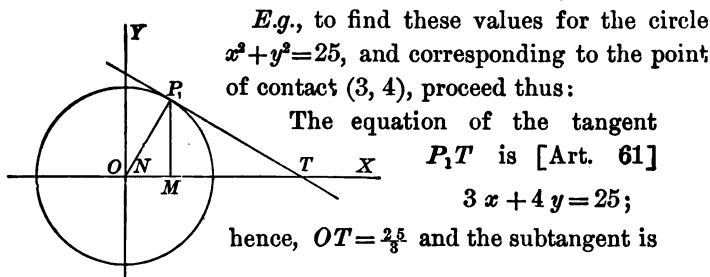 E.g., to find these values for the circle
x²+y²=25, and corresponding to the point
of contact (3, 4), proceed thus:
The equation of the tangent
P₁T is [Art. 61]
3 x + 4 y = 25;
hence, OT = 25/3 and the subtangent is
Y
P₁
O N T X
M